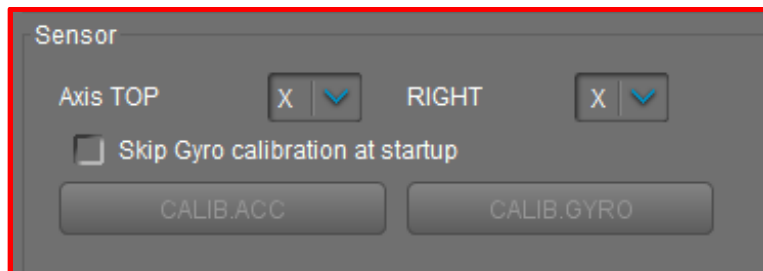 Sensor
Axis TOP X RIGHT X
Skip Gyro calibration at startup
CALIB.ACC CALIB.GYRO